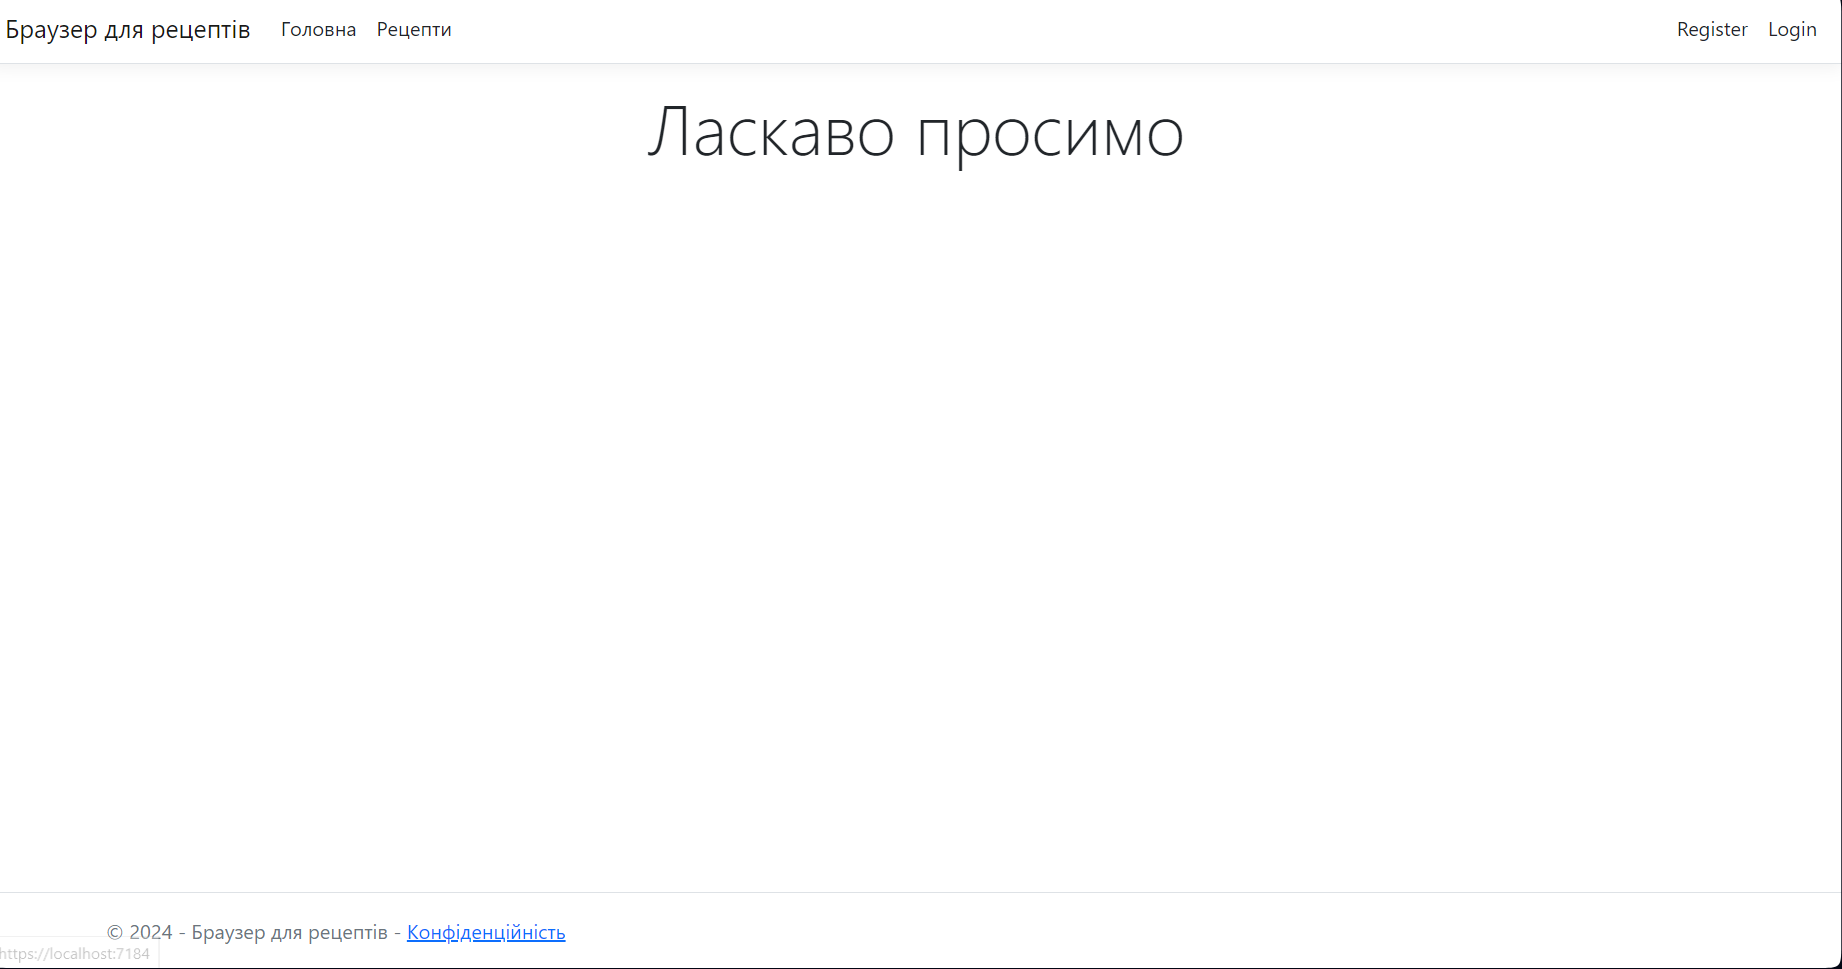 Браузер для рецептів Головна Рецепти Register Login
Ласкаво просимо
© 2024 - Браузер для рецептів - Конфіденційність
https://localhost:7184